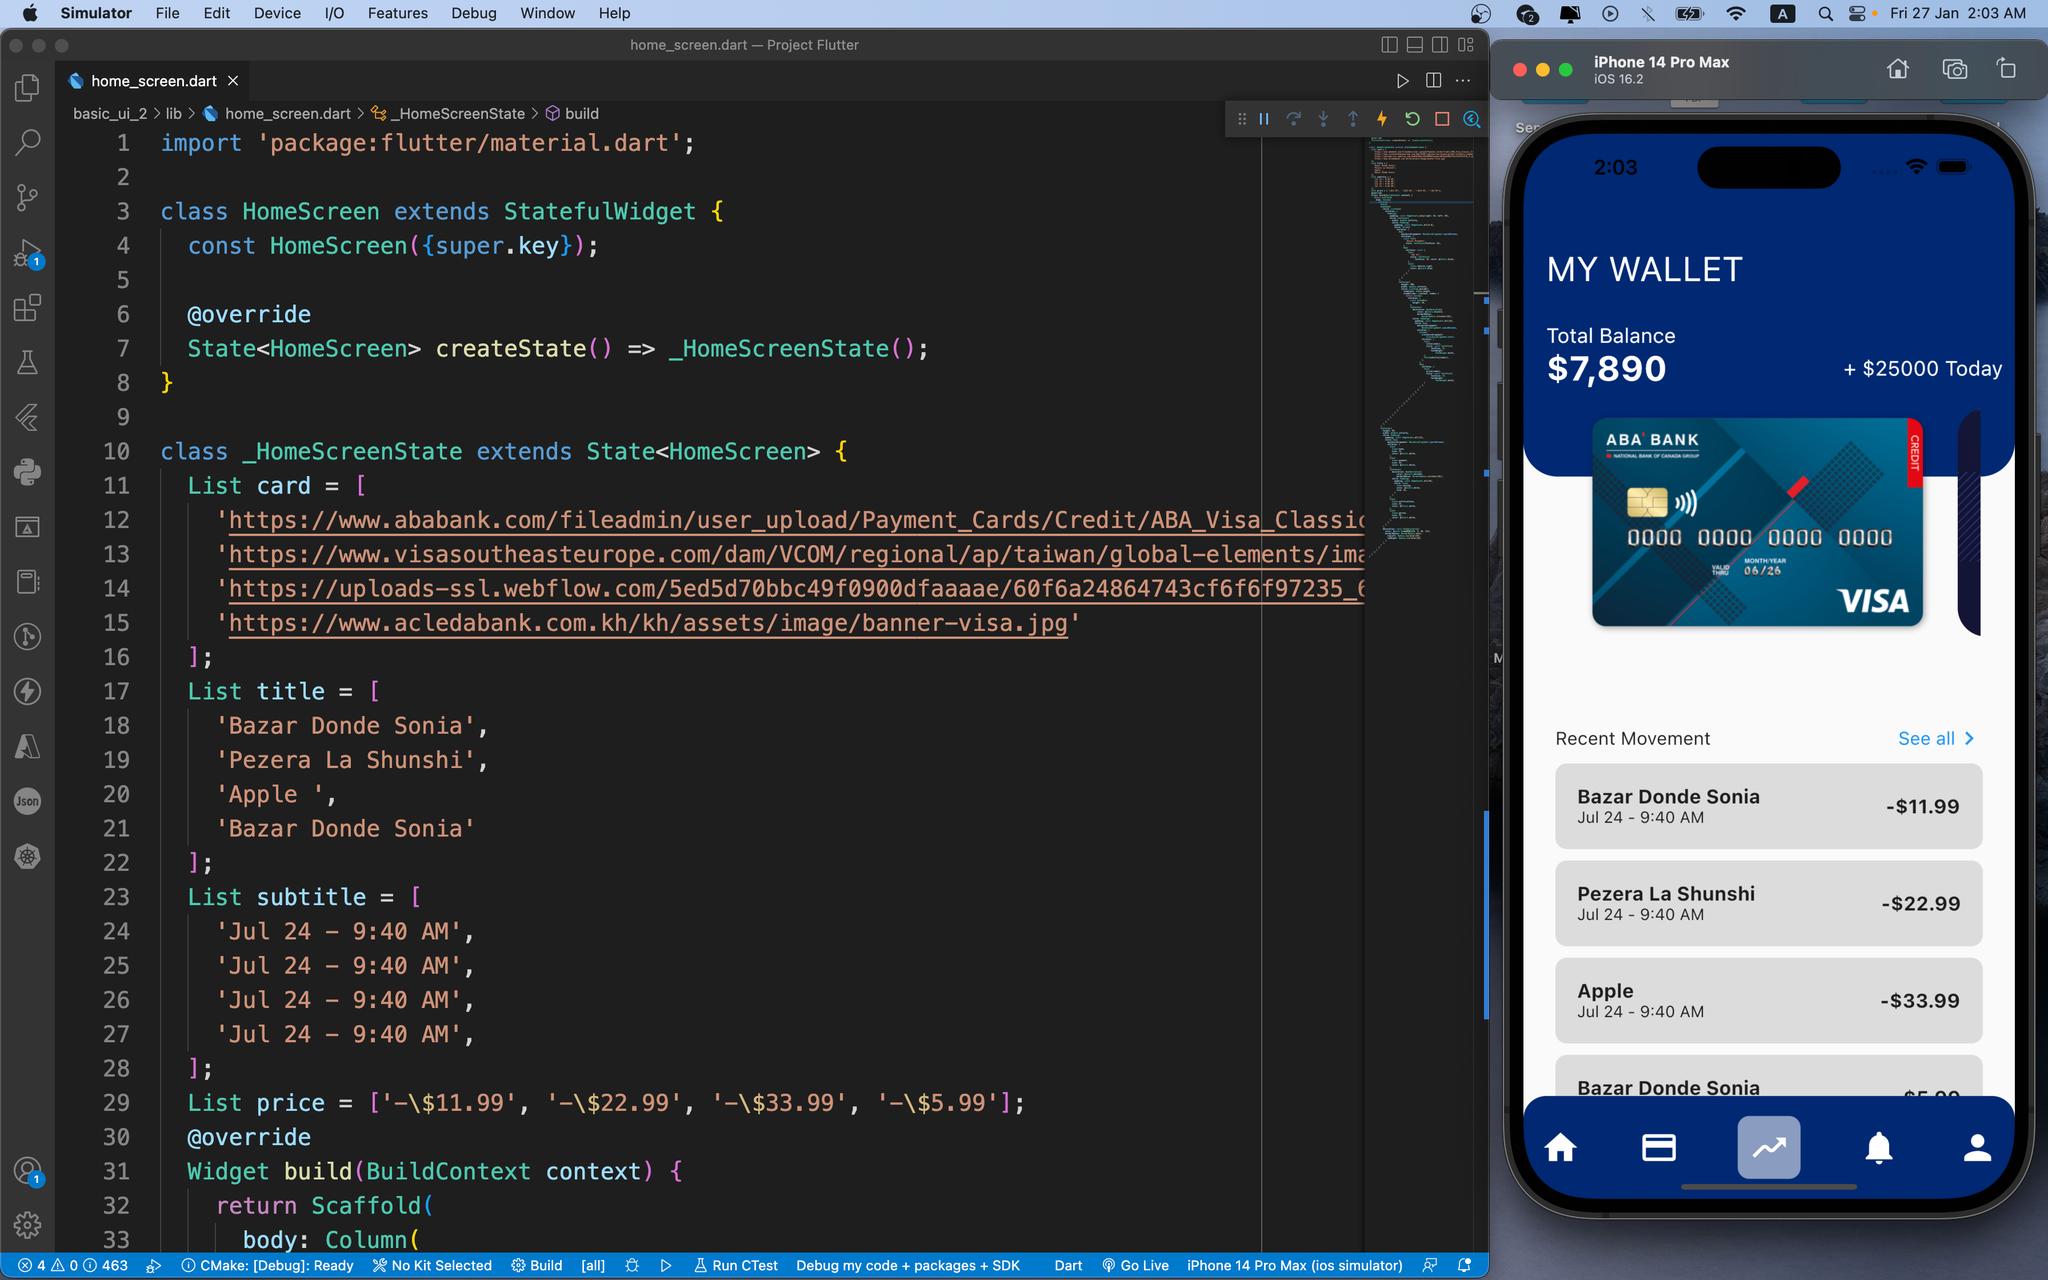 Simulator File Edit Device I/O Features Debug Window Help
2 A Fri 27 Jan 2:03 AM
home_screen.dart — Project Flutter
home_screen.dart
basic_ui_2 > lib > home_screen.dart > _HomeScreenState > build
1 import 'package:flutter/material.dart';
2
3 class HomeScreen extends StatefulWidget {
4 const HomeScreen({super.key});
5
6 @override
7 State<HomeScreen> createState() => _HomeScreenState();
8 }
9
10 class _HomeScreenState extends State<HomeScreen> {
11 List card = [
12 'https://www.ababank.com/fileadmin/user_upload/Payment_Cards/Credit/ABA_Visa_Classic
13 'https://www.visasoutheasteurope.com/dam/VCOM/regional/ap/taiwan/global-elements/ima
14 'https://uploads-ssl.webflow.com/5ed5d70bbc49f0900dfaaaae/60f6a24864743cf6f6f97235_6
15 'https://www.acledabank.com.kh/kh/assets/image/banner-visa.jpg'
16 ];
17 List title = [
18 'Bazar Donde Sonia',
19 'Pezera La Shunshi',
20 'Apple ',
21 'Bazar Donde Sonia'
22 ];
23 List subtitle = [
24 'Jul 24 - 9:40 AM',
25 'Jul 24 - 9:40 AM',
26 'Jul 24 - 9:40 AM',
27 'Jul 24 - 9:40 AM',
28 ];
29 List price = ['-\$11.99', '-\$22.99', '-\$33.99', '-\$5.99'];
30 @override
31 Widget build(BuildContext context) {
32 return Scaffold(
33 body: Column(
1
Json
1
4 0 463 CMake: [Debug]: Ready No Kit Selected Build [all] Run CTest Debug my code + packages + SDK Dart Go Live iPhone 14 Pro Max (ios simulator)
iPhone 14 Pro Max
iOS 16.2
2:03
MY WALLET
Total Balance
$7,890
+ $25000 Today
ABA' BANK
NATIONAL BANK OF CANADA GROUP
CREDIT
0000 0000 0000 0000
MONTH/YEAR
VALID THRU 06/26
VISA
Recent Movement
See all
Bazar Donde Sonia
Jul 24 - 9:40 AM
-$11.99
Pezera La Shunshi
Jul 24 - 9:40 AM
-$22.99
Apple
Jul 24 - 9:40 AM
-$33.99
Bazar Donde Sonia
-$5.99